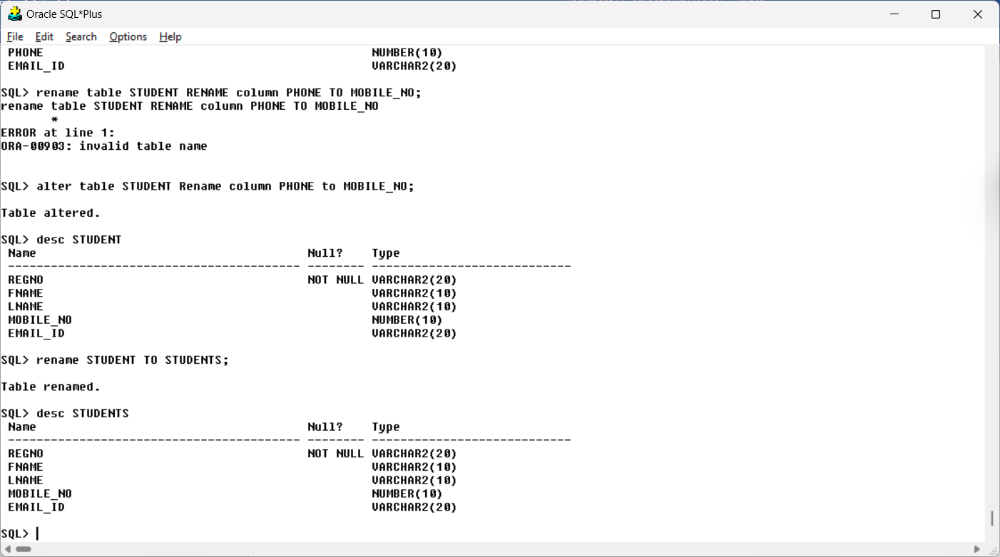 Oracle SQL*Plus
File Edit Search Options Help
PHONE NUMBER(10)
EMAIL_ID VARCHAR2(20)
SQL> rename table STUDENT RENAME column PHONE TO MOBILE_NO;
rename table STUDENT RENAME column PHONE TO MOBILE_NO
*
ERROR at line 1:
ORA-00903: invalid table name
SQL> alter table STUDENT Rename column PHONE to MOBILE_NO;
Table altered.
SQL> desc STUDENT
Name Null? Type
----------------------------------------- -------- ----------------------------
REGNO NOT NULL VARCHAR2(20)
FNAME VARCHAR2(10)
LNAME VARCHAR2(10)
MOBILE_NO NUMBER(10)
EMAIL_ID VARCHAR2(20)
SQL> rename STUDENT TO STUDENTS;
Table renamed.
SQL> desc STUDENTS
Name Null? Type
----------------------------------------- -------- ----------------------------
REGNO NOT NULL VARCHAR2(20)
FNAME VARCHAR2(10)
LNAME VARCHAR2(10)
MOBILE_NO NUMBER(10)
EMAIL_ID VARCHAR2(20)
SQL>